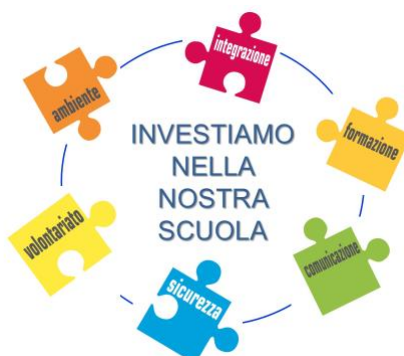 integrazione
ambiente
formazione
INVESTIAMO
NELLA
NOSTRA
SCUOLA
volontariato
comunicazione
sicurezza